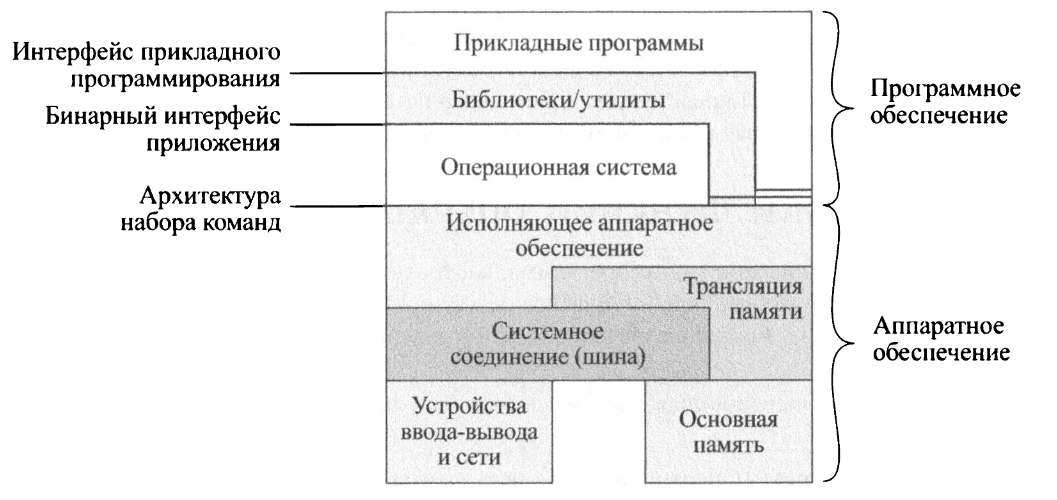 Интерфейс прикладного
программирования
Бинарный интерфейс
приложения
Архитектура
набора команд
Прикладные программы
Библиотеки/утилиты
Операционная система
Исполняющее аппаратное
обеспечение
Трансляция
памяти
Системное
соединение (шина)
Устройства
ввода-вывода
и сети
Основная
память
Программное
обеспечение
Аппаратное
обеспечение